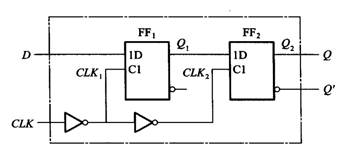 FF₁ FF₂
D 1D Q₁ 1D Q₂ Q
CLK₁ C1 CLK₂ C1
Q'
CLK